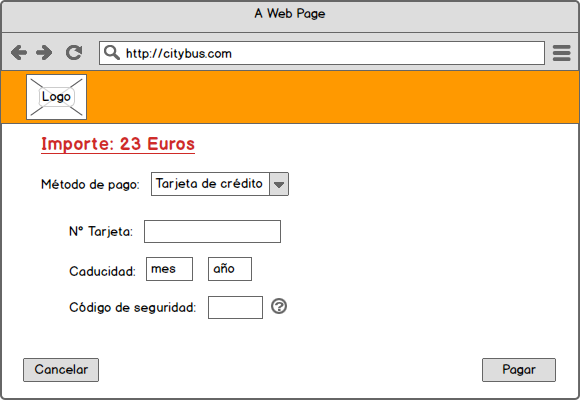 A Web Page
http://citybus.com
Logo
Importe: 23 Euros
Método de pago: Tarjeta de crédito
Nº Tarjeta:
Caducidad: mes año
Código de seguridad: ?
Cancelar Pagar